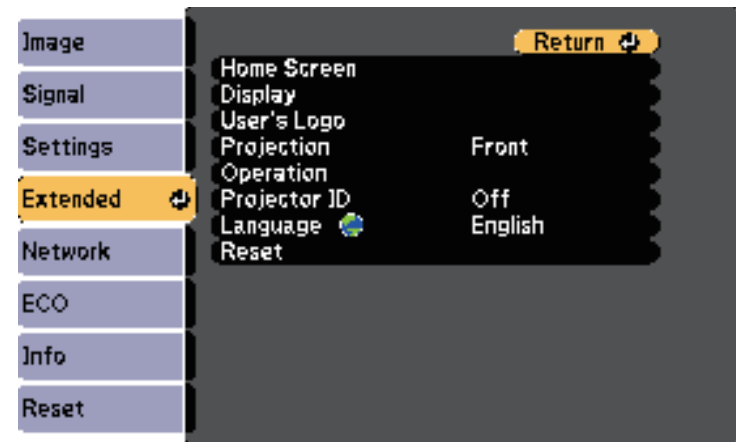 Image
Signal
Settings
Extended
Network
ECO
Info
Reset
Return
Home Screen
Display
User's Logo
Projection Front
Operation
Projector ID Off
Language English
Reset